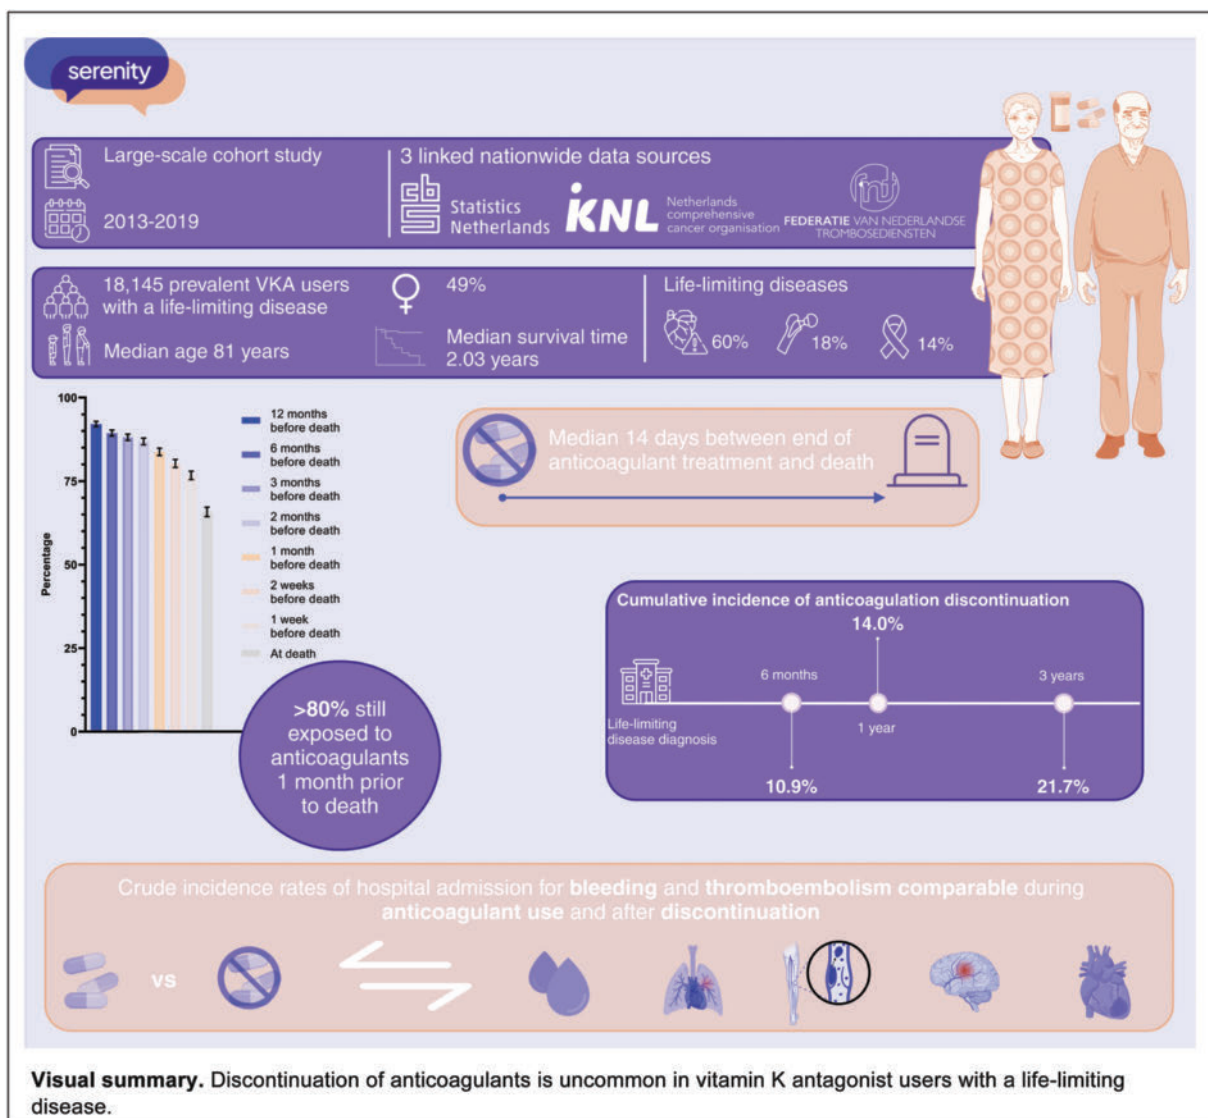 serenity
Large-scale cohort study
2013-2019
3 linked nationwide data sources
cbs
Statistics
Netherlands
iKNL
Netherlands
comprehensive
cancer organisation
fnt
FEDERATIE VAN NEDERLANDSE
TROMBOSEDIENSTEN
18,145 prevalent VKA users
with a life-limiting disease
Median age 81 years
49%
Median survival time
2.03 years
Life-limiting diseases
60%
18%
14%
Percentage
100
75
50
25
0
12 months
before death
6 months
before death
3 months
before death
2 months
before death
1 month
before death
2 weeks
before death
1 week
before death
At death
>80% still
exposed to
anticoagulants
1 month prior
to death
Median 14 days between end of
anticoagulant treatment and death
Cumulative incidence of anticoagulation discontinuation
14.0%
6 months
3 years
Life-limiting
disease diagnosis
1 year
10.9%
21.7%
Crude incidence rates of hospital admission for bleeding and thromboembolism comparable during
anticoagulant use and after discontinuation
vs
Visual summary. Discontinuation of anticoagulants is uncommon in vitamin K antagonist users with a life-limiting
disease.